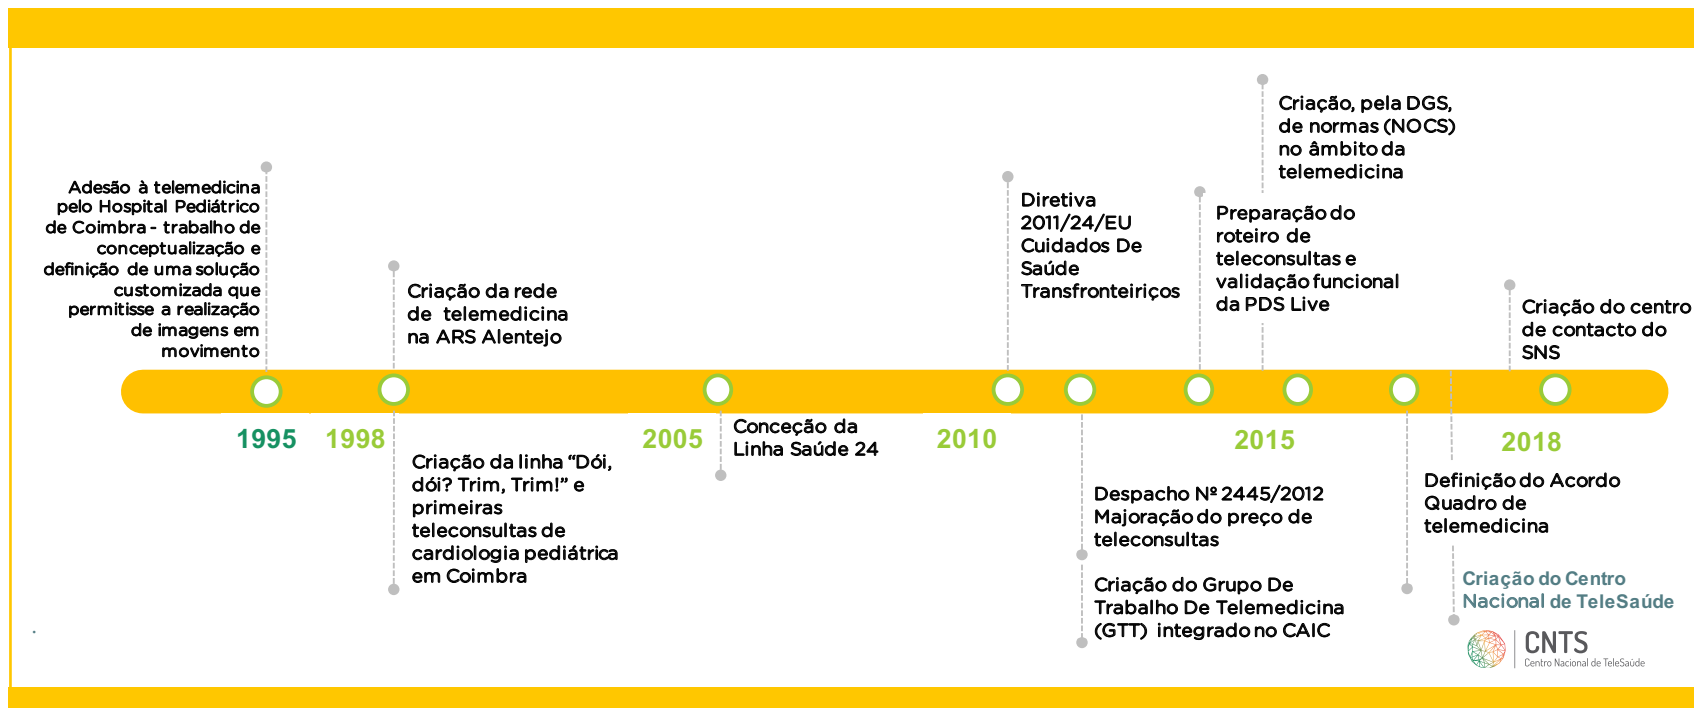 Adesão à telemedicina
pelo Hospital Pediátrico
de Coimbra - trabalho de
conceptualização e
definição de uma solução
customizada que
permitisse a realização
de imagens em
movimento
Criação da rede
de telemedicina
na ARS Alentejo
Diretiva
2011/24/EU
Cuidados De
Saúde
Transfronteiriços
Criação, pela DGS,
de normas (NOCS)
no âmbito da
telemedicina
Preparação do
roteiro de
teleconsultas e
validação funcional
da PDS Live
Criação do centro
de contacto do
SNS
1995
1998
2005
2010
2015
2018
Criação da linha “Dói,
dói? Trim, Trim!” e
primeiras
teleconsultas de
cardiologia pediátrica
em Coimbra
Conceção da
Linha Saúde 24
Despacho Nº 2445/2012
Majoração do preço de
teleconsultas
Criação do Grupo De
Trabalho De Telemedicina
(GTT) integrado no CAIC
Definição do Acordo
Quadro de
telemedicina
Criação do Centro
Nacional de TeleSaúde
CNTS
Centro Nacional de TeleSaúde